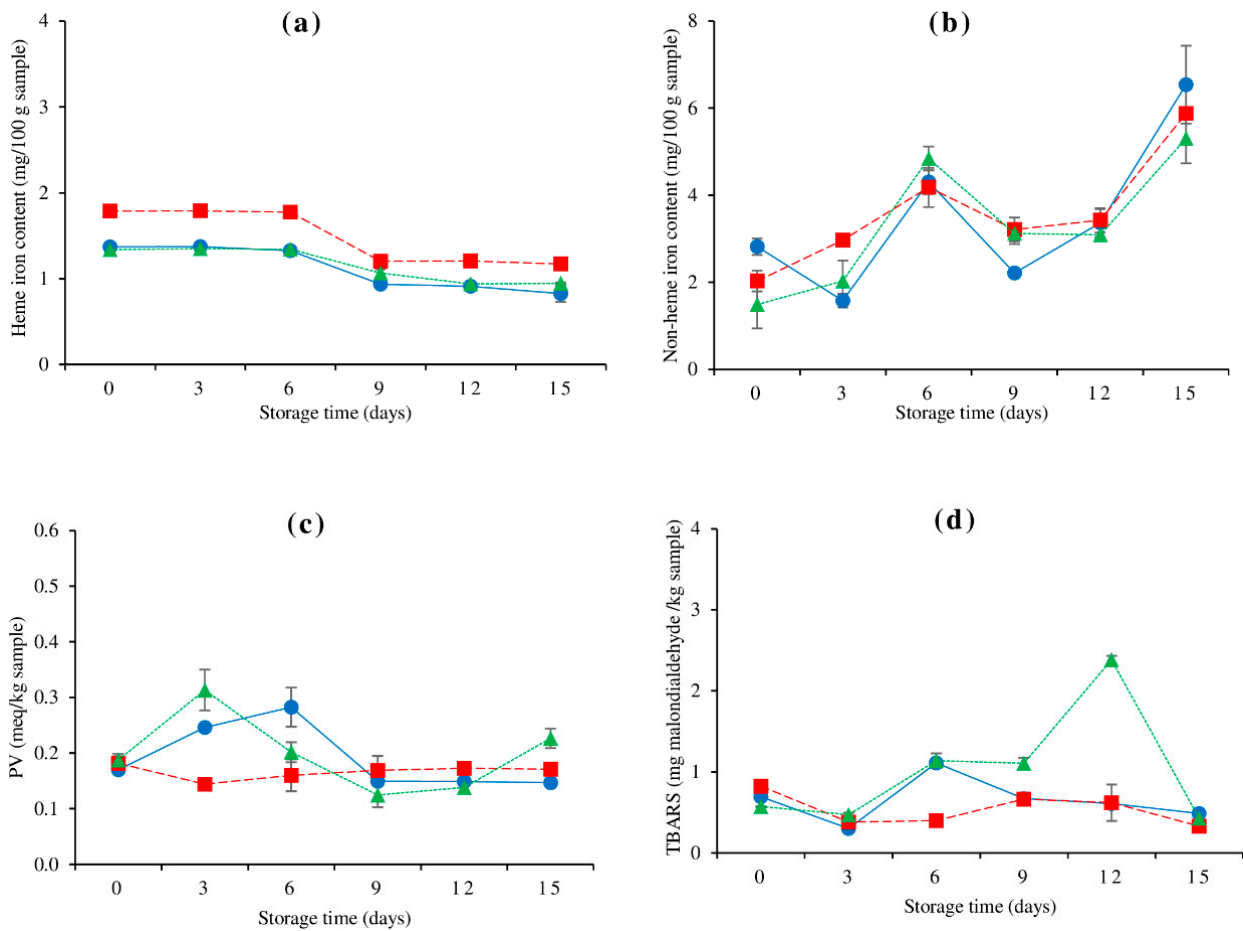 (a)
Heme iron content (mg/100 g sample)
4
3
2
1
0
0 3 6 9 12 15
Storage time (days)
(b)
Non-heme iron content (mg/100 g sample)
8
6
4
2
0
0 3 6 9 12 15
Storage time (days)
(c)
PV (meq/kg sample)
0.6
0.5
0.4
0.3
0.2
0.1
0.0
0 3 6 9 12 15
Storage time (days)
(d)
TBARS (mg malondialdehyde /kg sample)
4
3
2
1
0
0 3 6 9 12 15
Storage time (days)